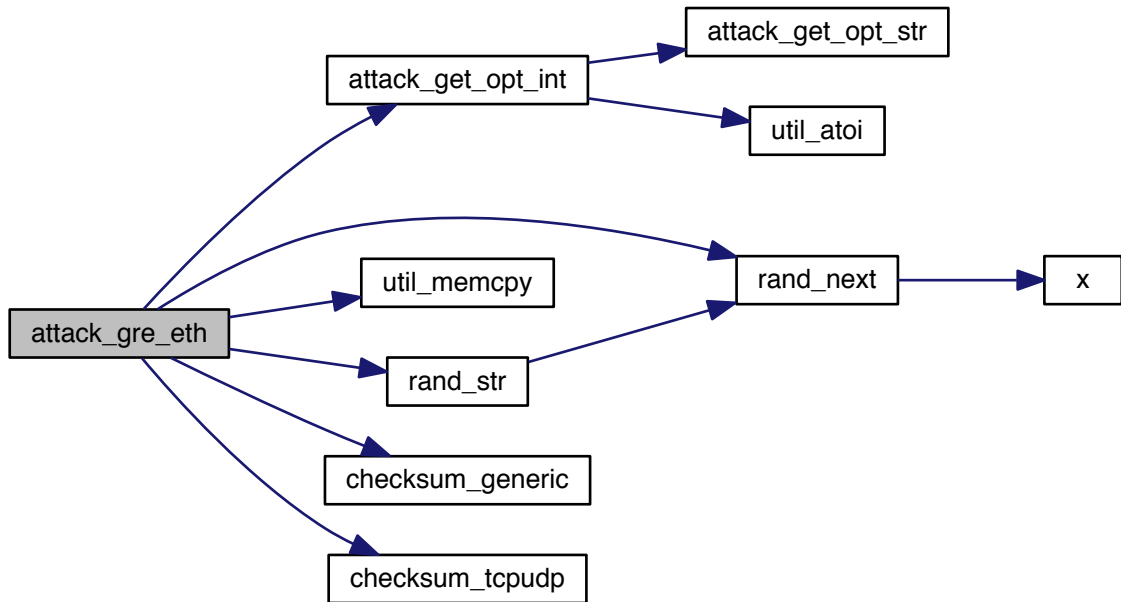 attack_get_opt_str
attack_get_opt_int
util_atoi
util_memcpy
rand_next
x
attack_gre_eth
rand_str
checksum_generic
checksum_tcpudp